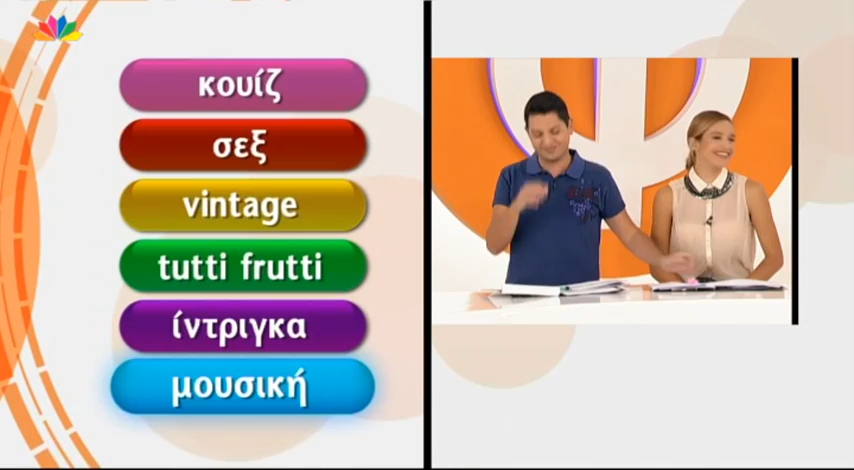 κουίζ
σεξ
vintage
tutti frutti
ίντριγκα
μουσική